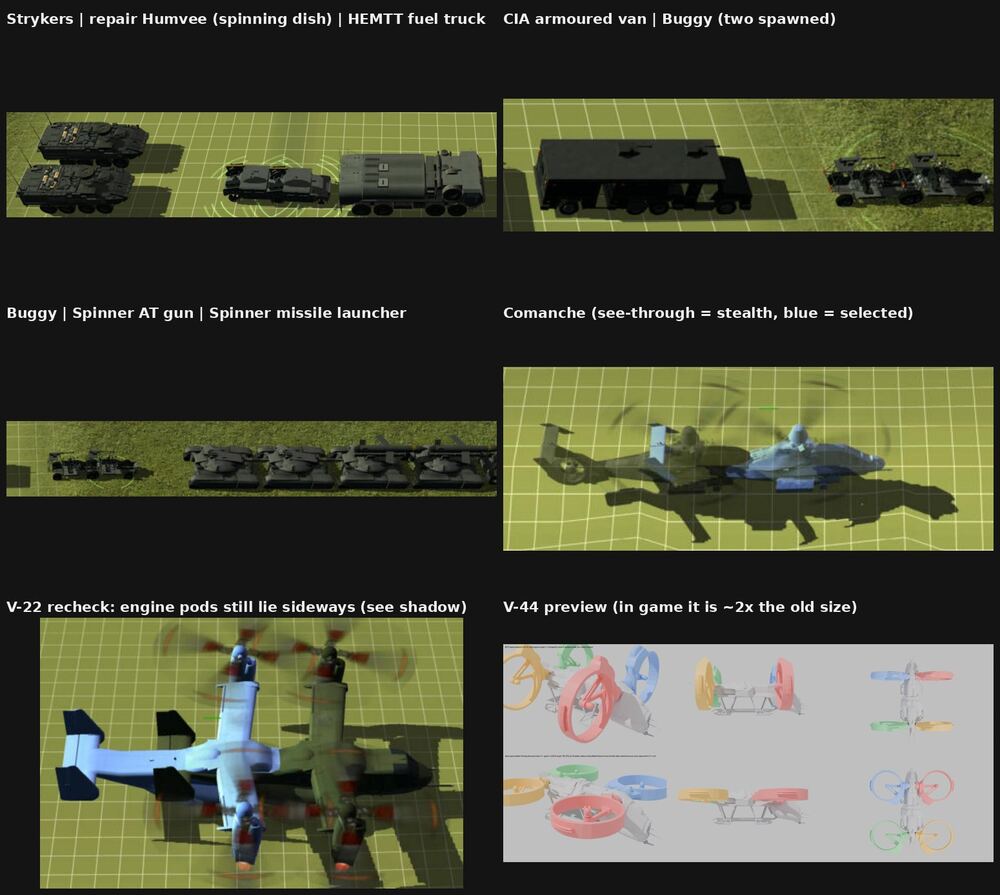 Strykers | repair Humvee (spinning dish) | HEMTT fuel truck
CIA armoured van | Buggy (two spawned)
Buggy | Spinner AT gun | Spinner missile launcher
Comanche (see-through = stealth, blue = selected)
V-22 recheck: engine pods still lie sideways (see shadow)
V-44 preview (in game it is ~2x the old size)